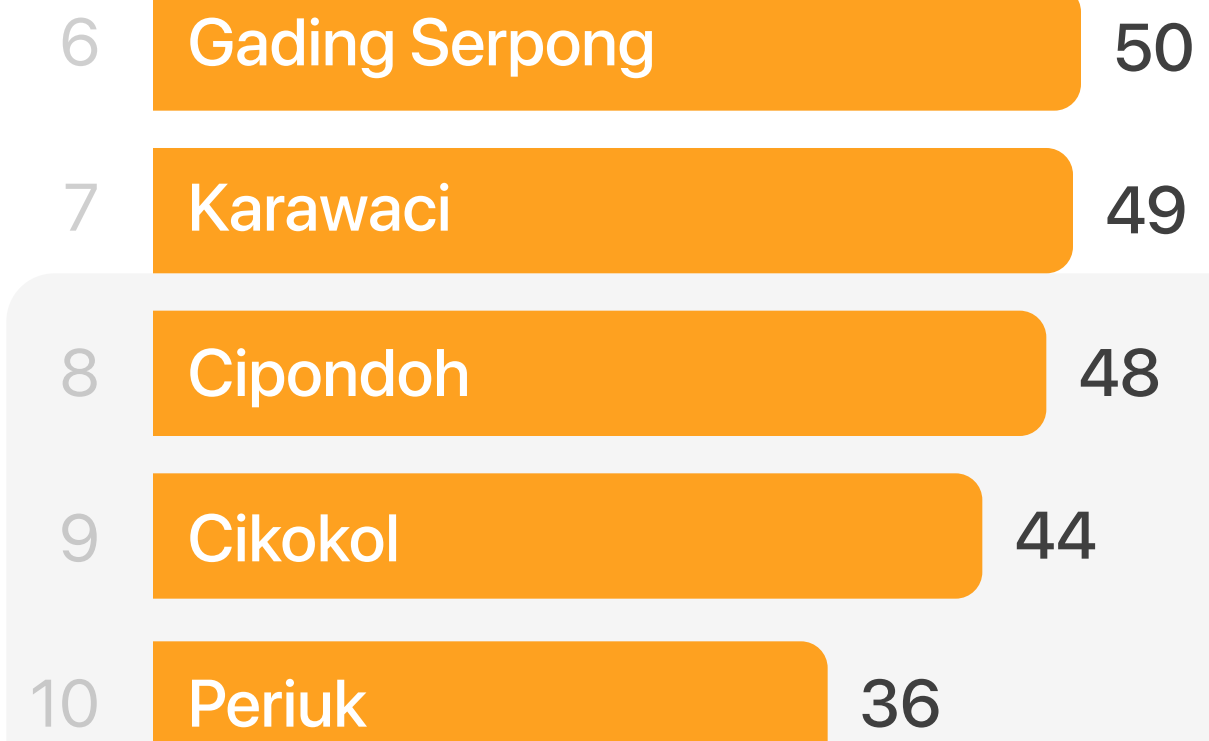 6 Gading Serpong 50
7 Karawaci 49
8 Cipondoh 48
9 Cikokol 44
10 Periuk 36